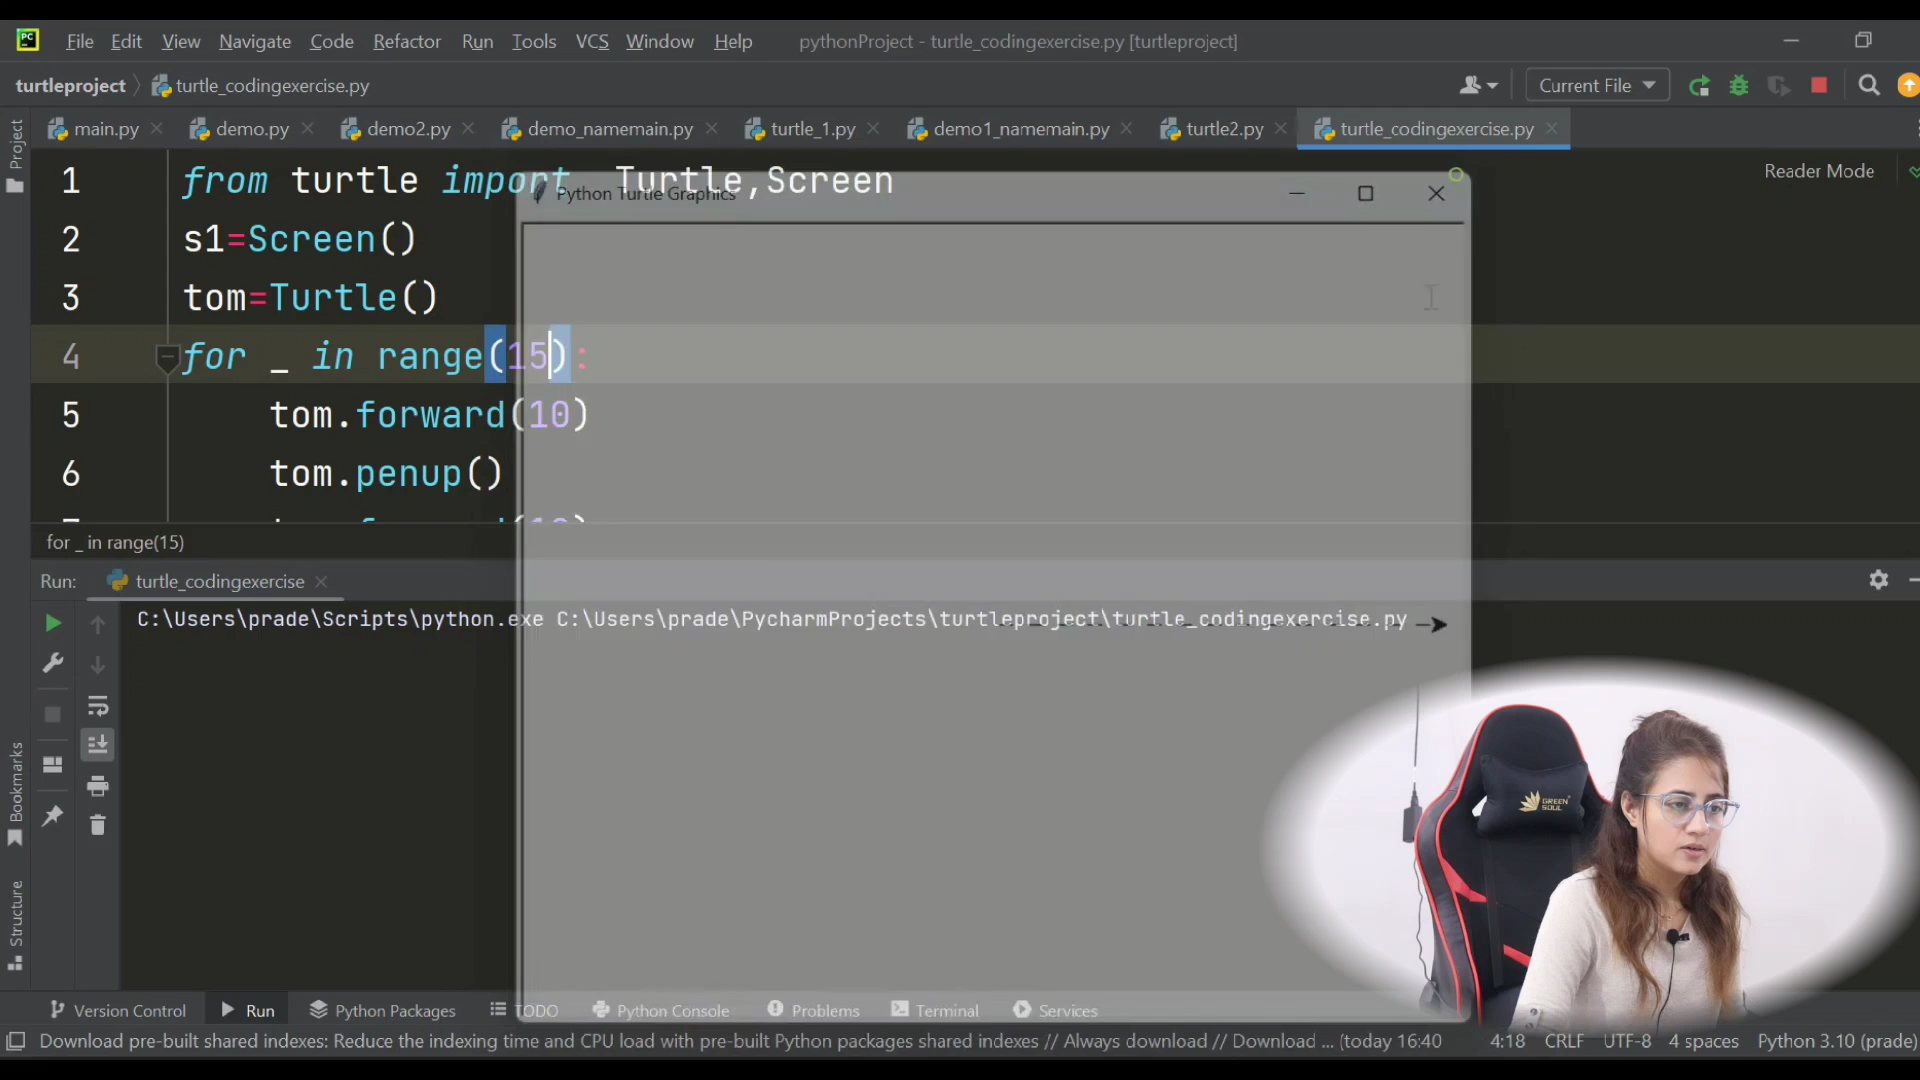 PC File Edit View Navigate Code Refactor Run Tools VCS Window Help pythonProject - turtle_codingexercise.py [turtleproject]
turtleproject turtle_codingexercise.py Current File
main.py demo.py demo2.py demo_namemain.py turtle_1.py demo1_namemain.py turtle2.py turtle_codingexercise.py
Project
Reader Mode
1 from turtle import Turtle,Screen
Python Turtle Graphics
2 s1=Screen()
3 tom=Turtle()
4 for _ in range(15):
5 tom.forward(10)
6 tom.penup()
for _ in range(15)
Run: turtle_codingexercise
C:\Users\prade\Scripts\python.exe C:\Users\prade\PycharmProjects\turtleproject\turtle_codingexercise.py
Bookmarks
Structure
GREEN
SOUL
Version Control Run Python Packages TODO Python Console Problems Terminal Services
Download pre-built shared indexes: Reduce the indexing time and CPU load with pre-built Python packages shared indexes // Always download // Download ... (today 16:40 4:18 CRLF UTF-8 4 spaces Python 3.10 (prade)